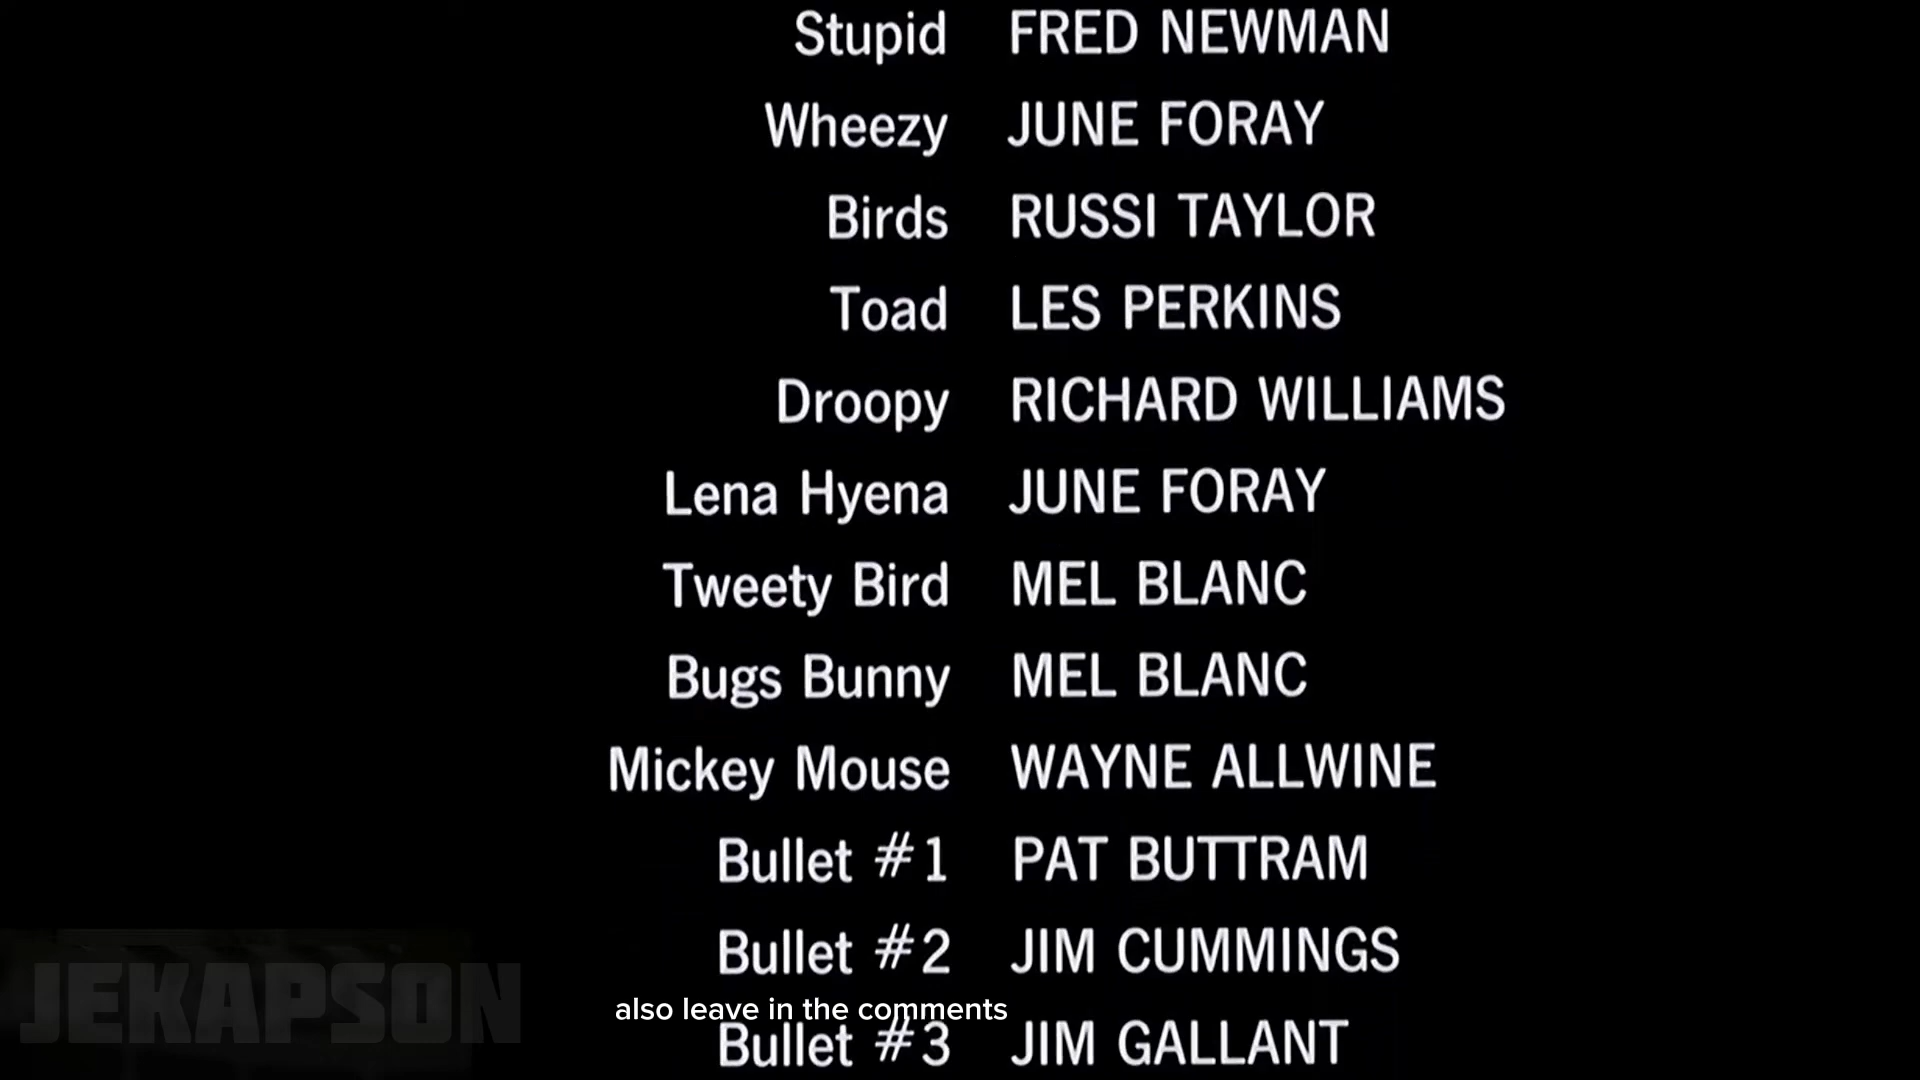 Stupid FRED NEWMAN
Wheezy JUNE FORAY
Birds RUSSI TAYLOR
Toad LES PERKINS
Droopy RICHARD WILLIAMS
Lena Hyena JUNE FORAY
Tweety Bird MEL BLANC
Bugs Bunny MEL BLANC
Mickey Mouse WAYNE ALLWINE
Bullet #1 PAT BUTTRAM
Bullet #2 JIM CUMMINGS
JEKAPSON
also leave in the comments
Bullet #3 JIM GALLANT